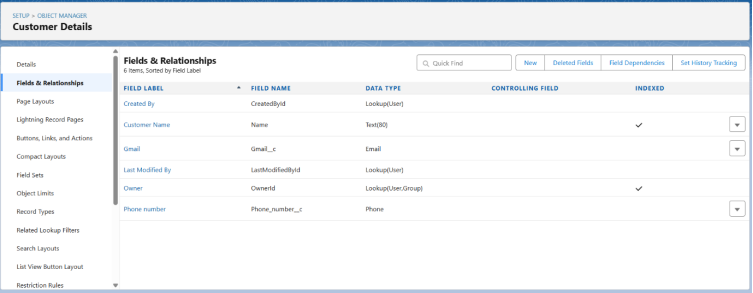 SETUP > OBJECT MANAGER
Customer Details
Details
Fields & Relationships
Page Layouts
Lightning Record Pages
Buttons, Links, and Actions
Compact Layouts
Field Sets
Object Limits
Record Types
Related Lookup Filters
Search Layouts
List View Button Layout
Restriction Rules
Fields & Relationships
6 Items, Sorted by Field Label
Quick Find
New
Deleted Fields
Field Dependencies
Set History Tracking
FIELD LABEL FIELD NAME DATA TYPE CONTROLLING FIELD INDEXED
Created By CreatedById Lookup(User)
Customer Name Name Text(80)
Gmail Gmail__c Email
Last Modified By LastModifiedById Lookup(User)
Owner OwnerId Lookup(User,Group)
Phone number Phone_number__c Phone